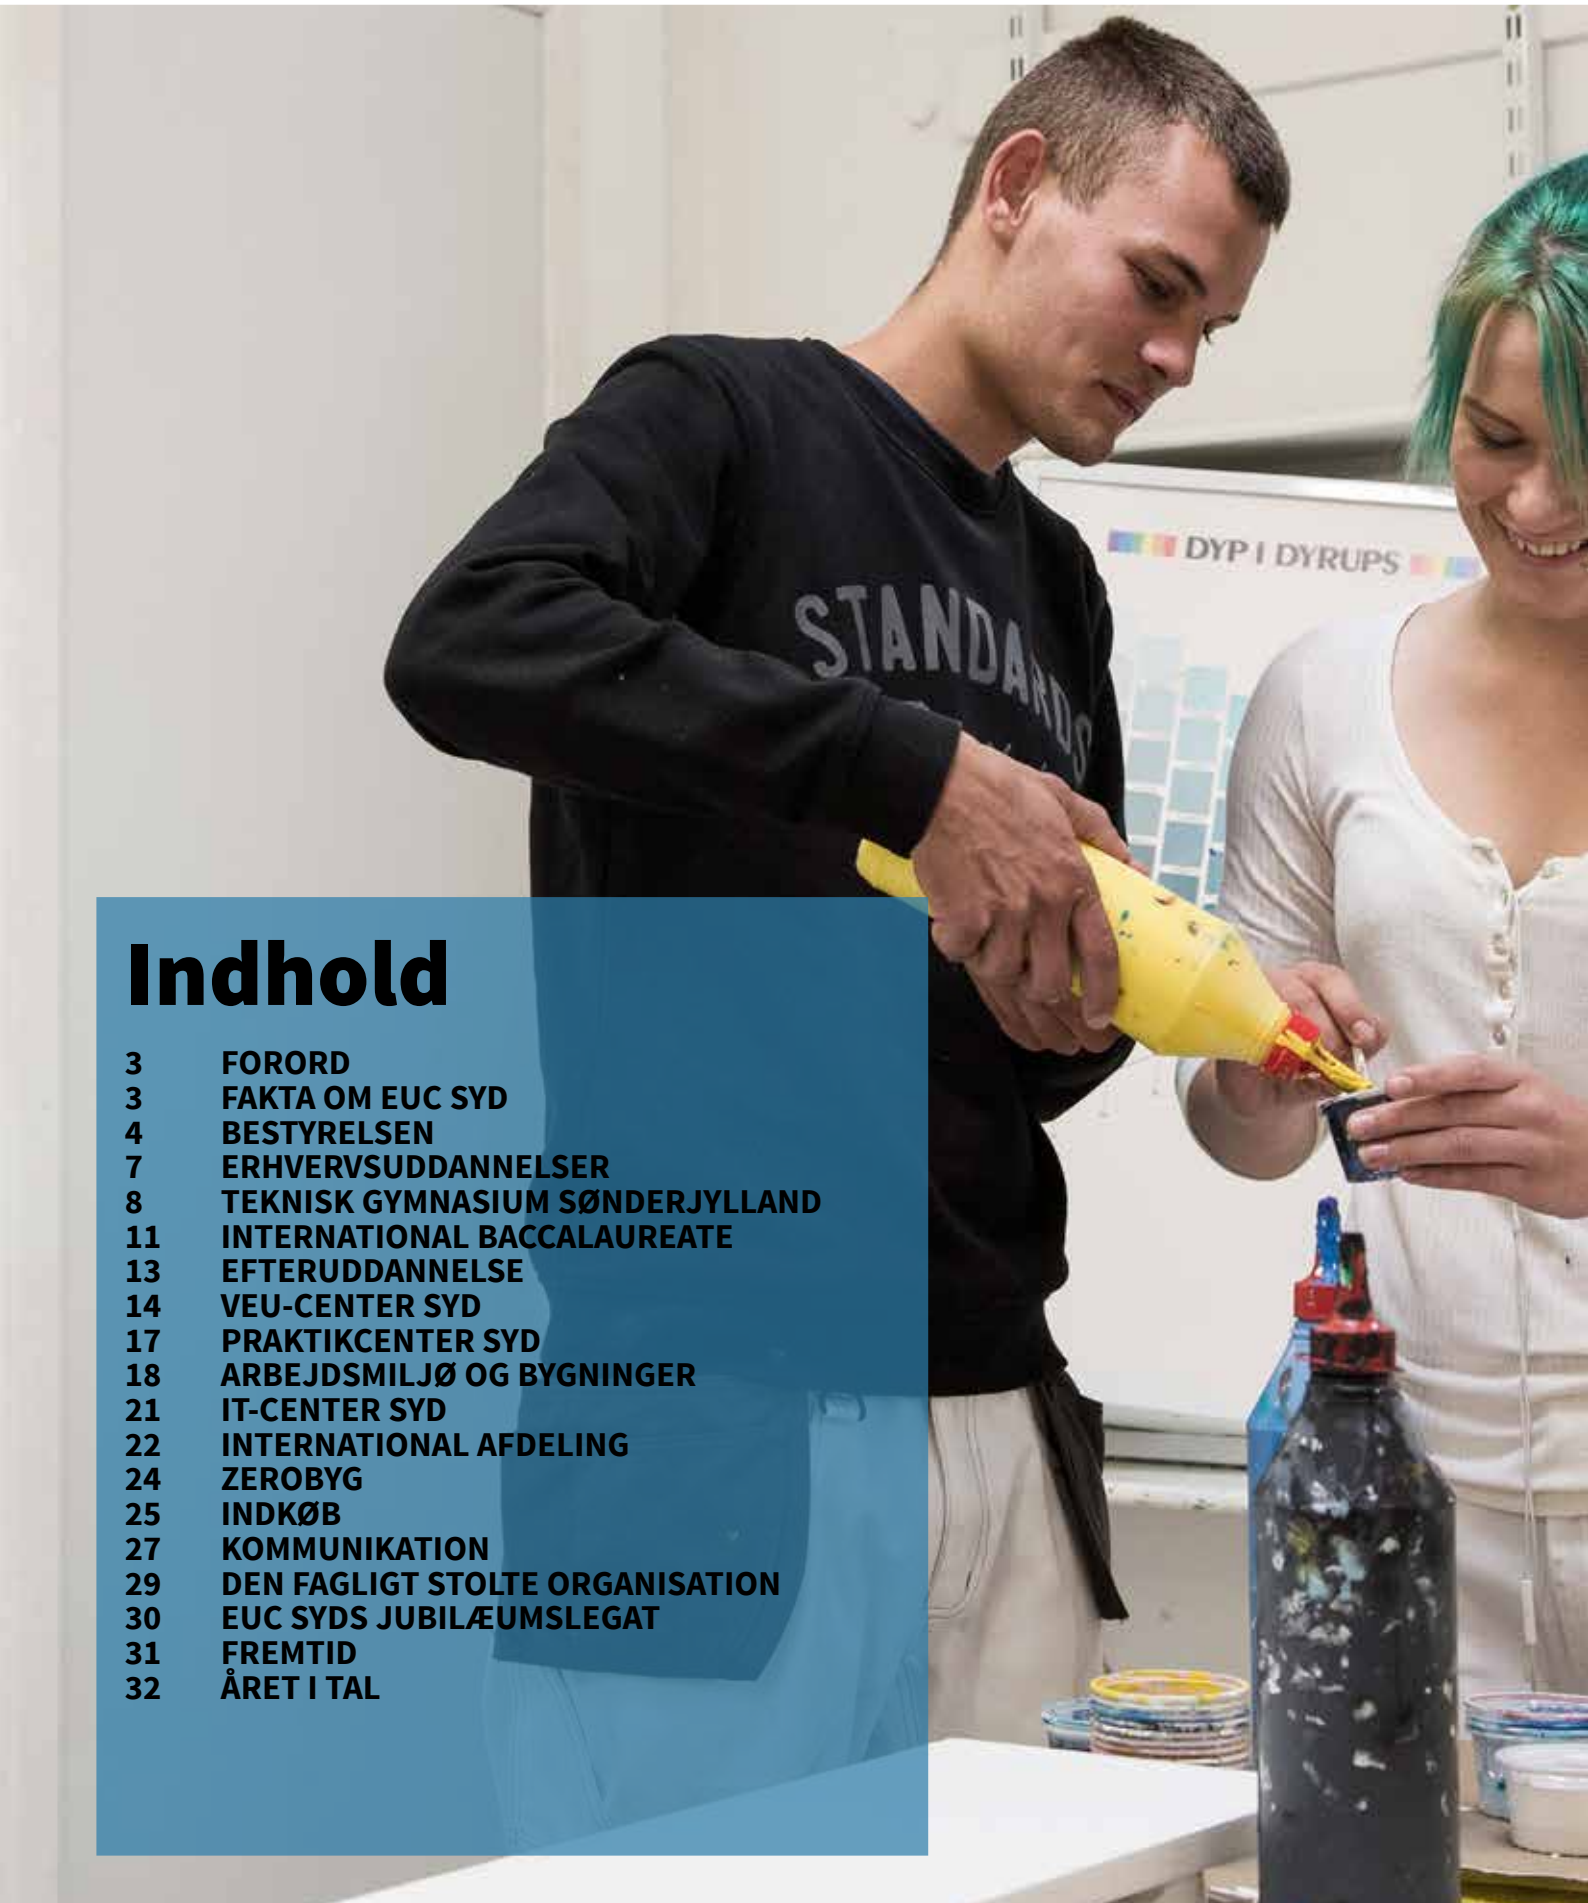 STANDARDS
DYP I DYRUPS
Indhold
3 FORORD
3 FAKTA OM EUC SYD
4 BESTYRELSEN
7 ERHVERVSUDDANNELSER
8 TEKNISK GYMNASIUM SØNDERJYLLAND
11 INTERNATIONAL BACCALAUREATE
13 EFTERUDDANNELSE
14 VEU-CENTER SYD
17 PRAKTIKCENTER SYD
18 ARBEJDSMILJØ OG BYGNINGER
21 IT-CENTER SYD
22 INTERNATIONAL AFDELING
24 ZEROBYG
25 INDKØB
27 KOMMUNIKATION
29 DEN FAGLIGT STOLTE ORGANISATION
30 EUC SYDS JUBILÆUMSLEGAT
31 FREMTID
32 ÅRET I TAL